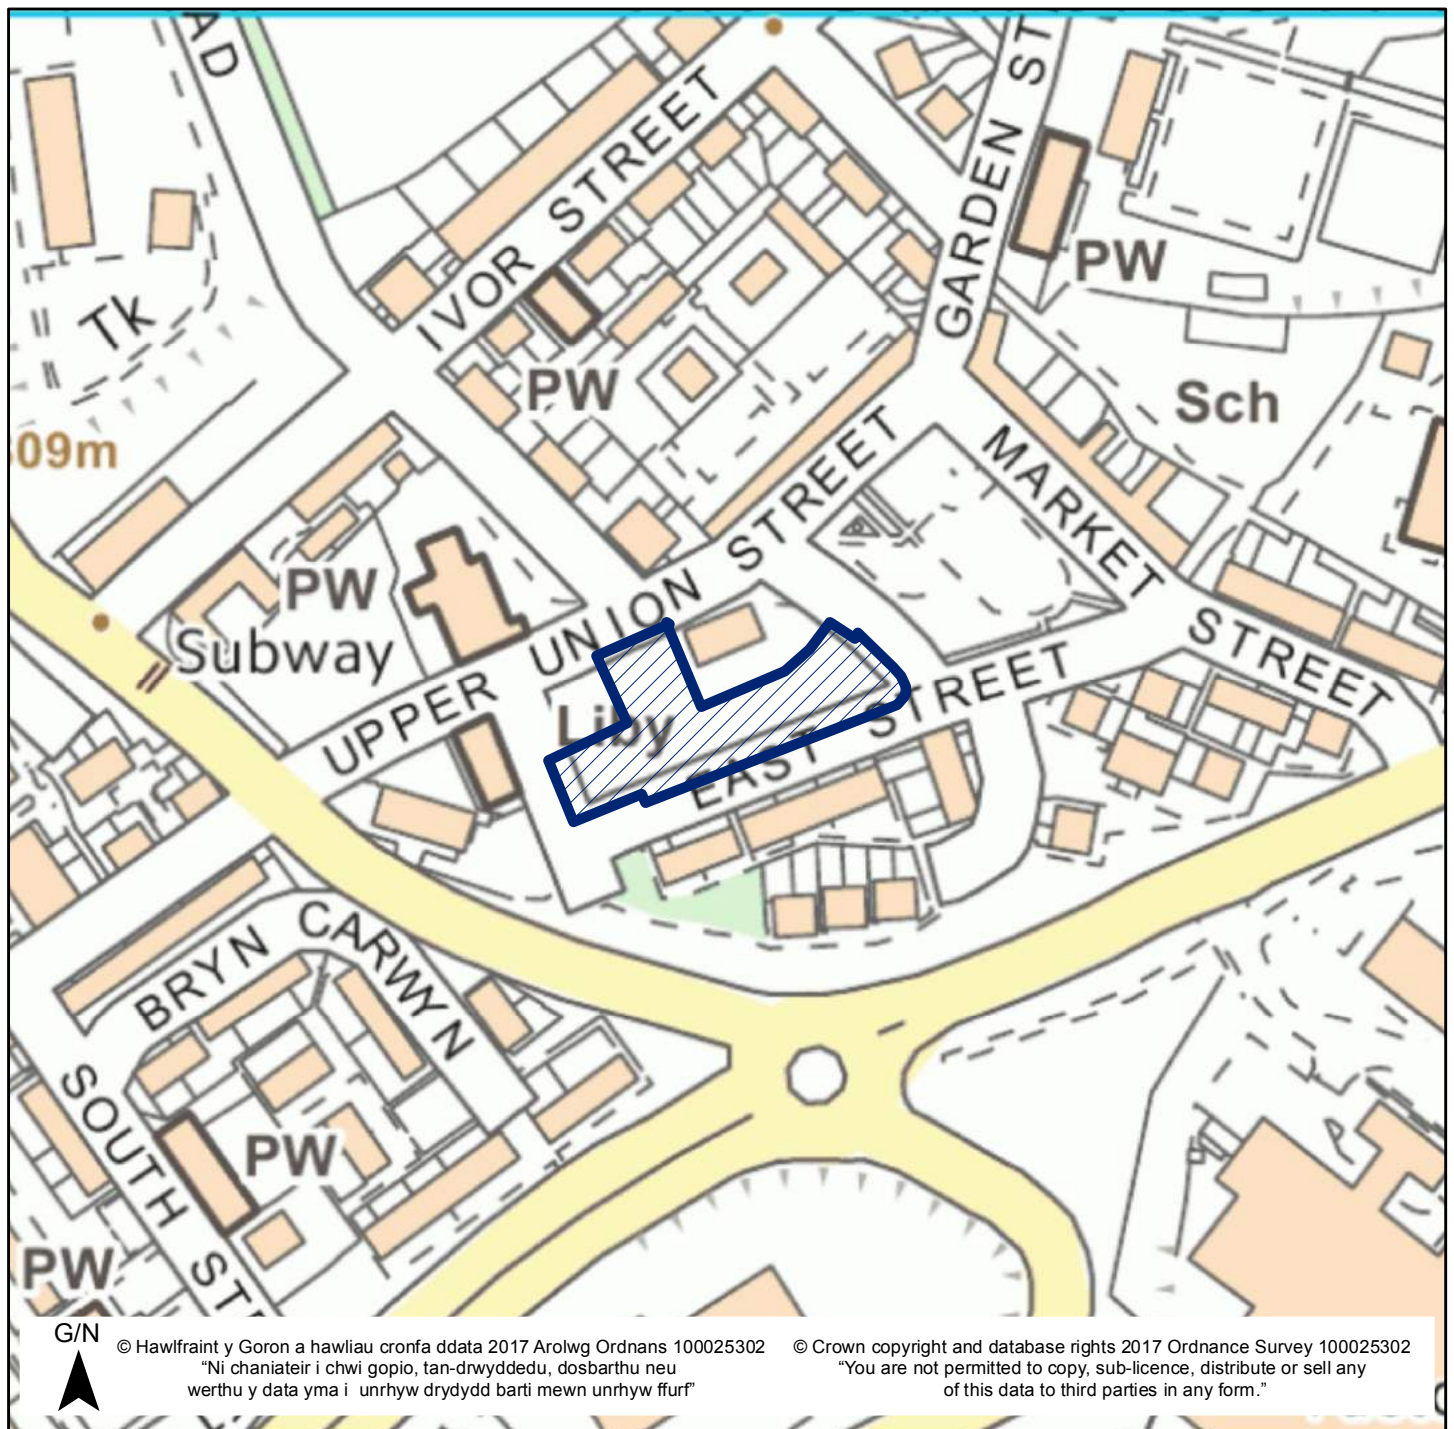 AD
IVOR STREET
GARDEN ST
PW
Tk
PW
Sch
09m
MARKET STREET
PW
Subway
UPPER UNION STREET
Liby
EAST STREET
BRYN CARWYN
SOUTH STR
PW
PW
G/N
© Hawlfraint y Goron a hawliau cronfa ddata 2017 Arolwg Ordnans 100025302
“Ni chaniateir i chwi gopio, tan-drwyddedu, dosbarthu neu
werthu y data yma i unrhyw drydydd barti mewn unrhyw ffurf”
© Crown copyright and database rights 2017 Ordnance Survey 100025302
“You are not permitted to copy, sub-licence, distribute or sell any
of this data to third parties in any form.”